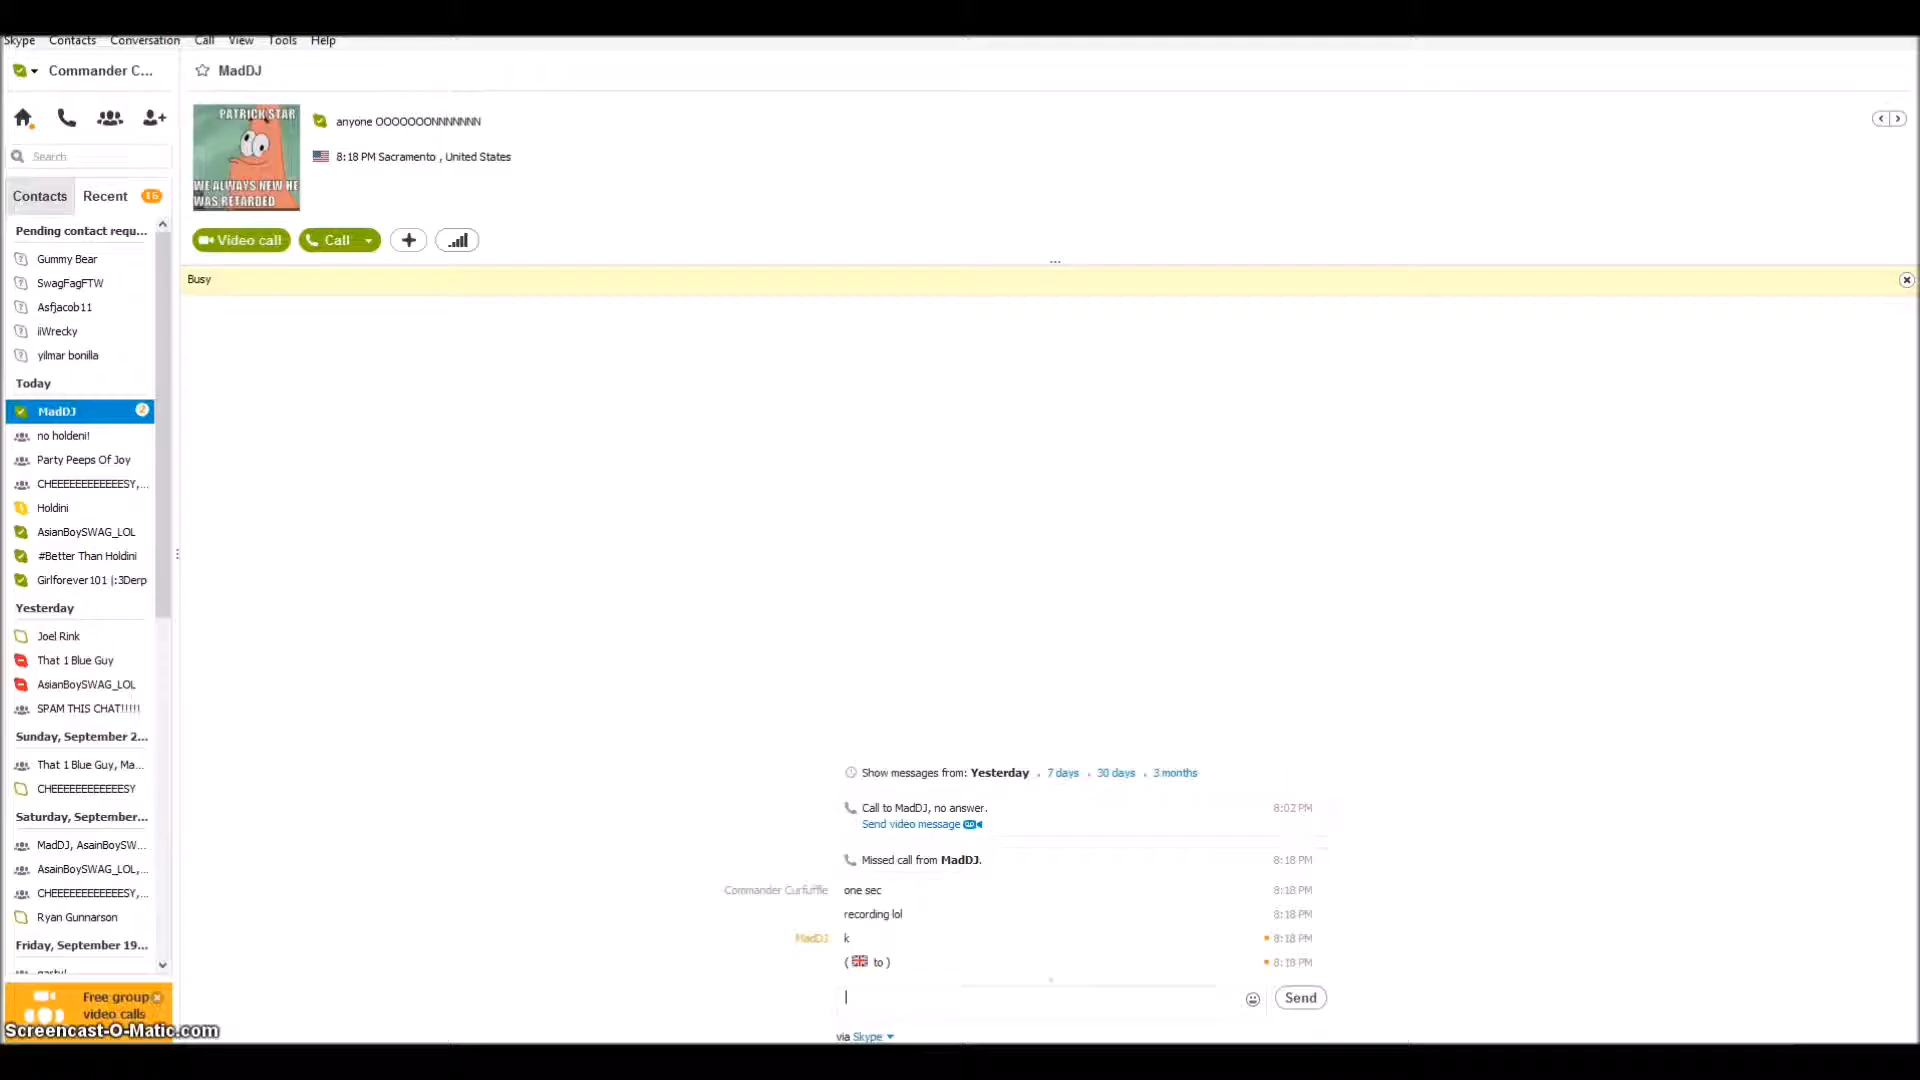 Skype Contacts Conversation Call View Tools Help
Commander C...
MadDJ
PATRICK STAR
WE ALWAYS NEW HE
WAS RETARDED
anyone OOOOOOONNNNNNN
8:18 PM Sacramento , United States
Search
Contacts Recent 16
Video call Call
Busy
Pending contact requ...
Gummy Bear
SwagFagFTW
Asfjacob11
iiWrecky
yilmar bonilla
Today
MadDJ 2
no holdeni!
Party Peeps Of Joy
CHEEEEEEEEEEEESY,...
Holdini
AsianBoySWAG_LOL
#Better Than Holdini
Girlforever101 |:3Derp
Yesterday
Joel Rink
That 1 Blue Guy
AsianBoySWAG_LOL
SPAM THIS CHAT!!!!!
Sunday, September 2...
That 1 Blue Guy, Ma...
CHEEEEEEEEEEEESY
Saturday, September...
MadDJ, AsainBoySW...
AsainBoySWAG_LOL,...
CHEEEEEEEEEEEESY,...
Ryan Gunnarson
Friday, September 19...
Free group
video calls
Show messages from: Yesterday . 7 days . 30 days . 3 months
Call to MadDJ, no answer. 8:02 PM
Send video message
Missed call from MadDJ. 8:18 PM
Commander Curfuffle one sec 8:18 PM
recording lol 8:18 PM
MadDJ k 8:18 PM
( to ) 8:18 PM
Send
via Skype
Screencast-O-Matic.com